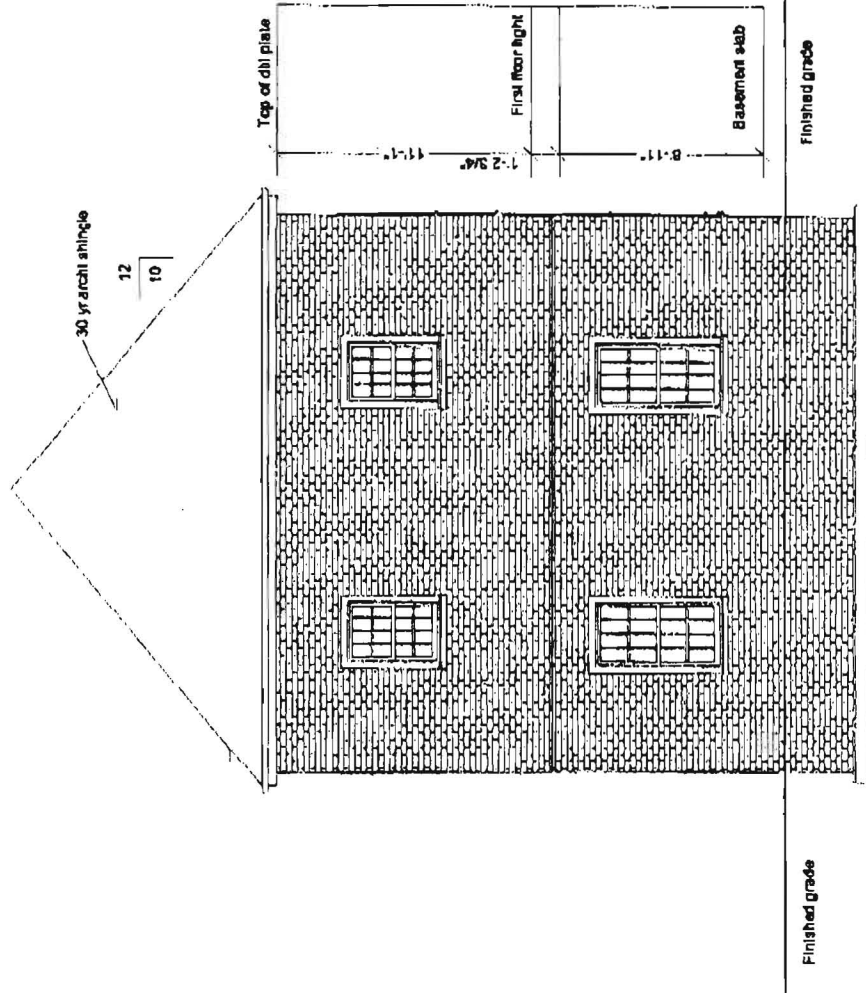 30 yr archi shingle
12
10
Top of dbl plate
11'-1"
First floor hght
1'-2 3/4"
8'-11"
Basement slab
Finished grade
Finished grade